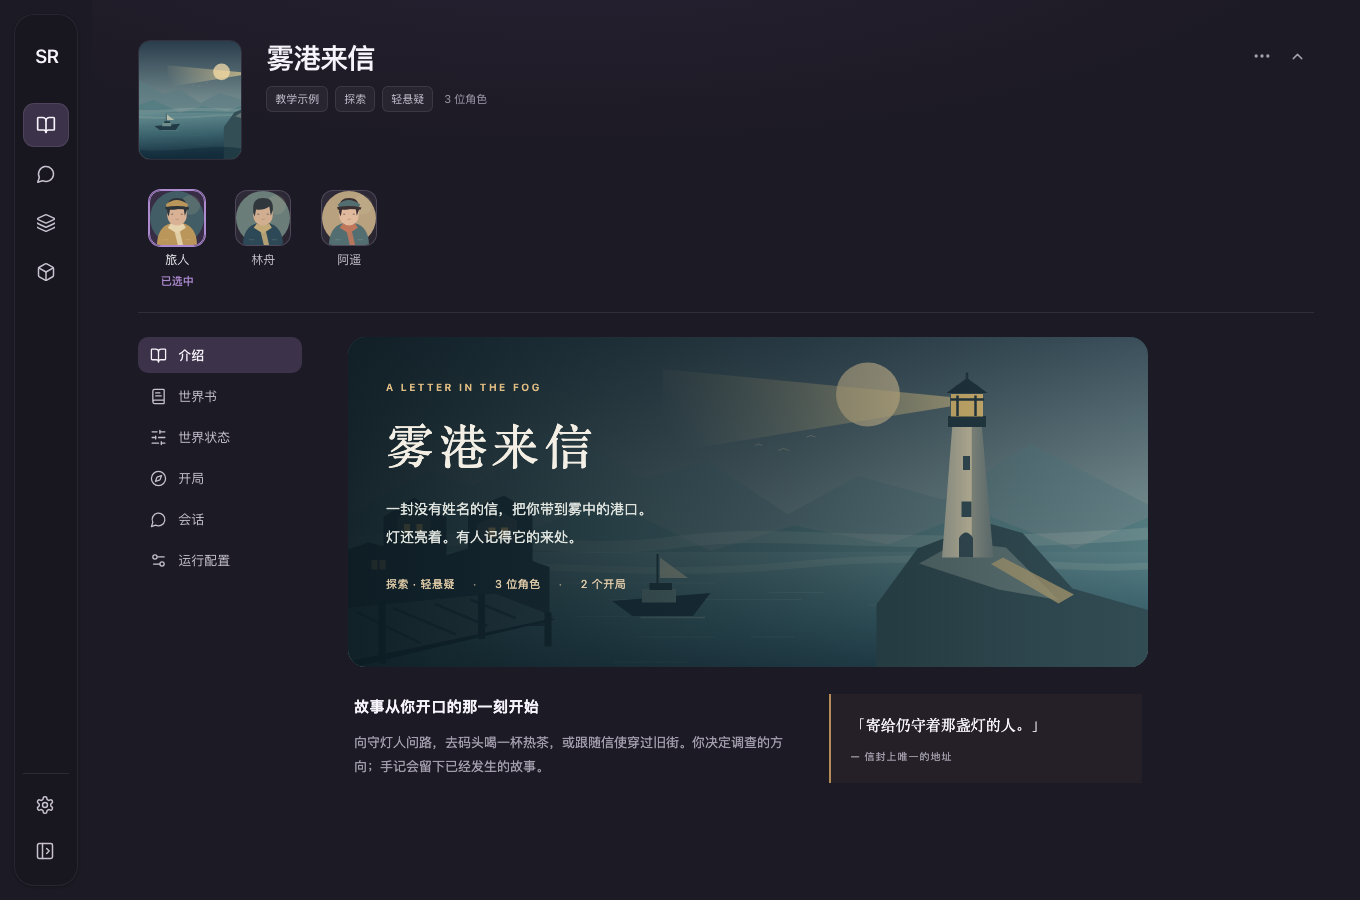 SR
雾港来信
教学示例
探索
轻悬疑
3 位角色
旅人
林舟
阿遥
已选中
介绍
世界书
世界状态
开局
会话
运行配置
A LETTER IN THE FOG
雾港来信
一封没有姓名的信，把你带到雾中的港口。
灯还亮着。有人记得它的来处。
探索 · 轻悬疑 · 3 位角色 · 2 个开局
故事从你开口的那一刻开始
向守灯人问路，去码头喝一杯热茶，或跟随信使穿过旧街。你决定调查的方
向；手记会留下已经发生的故事。
「寄给仍守着那盏灯的人。」
— 信封上唯一的地址